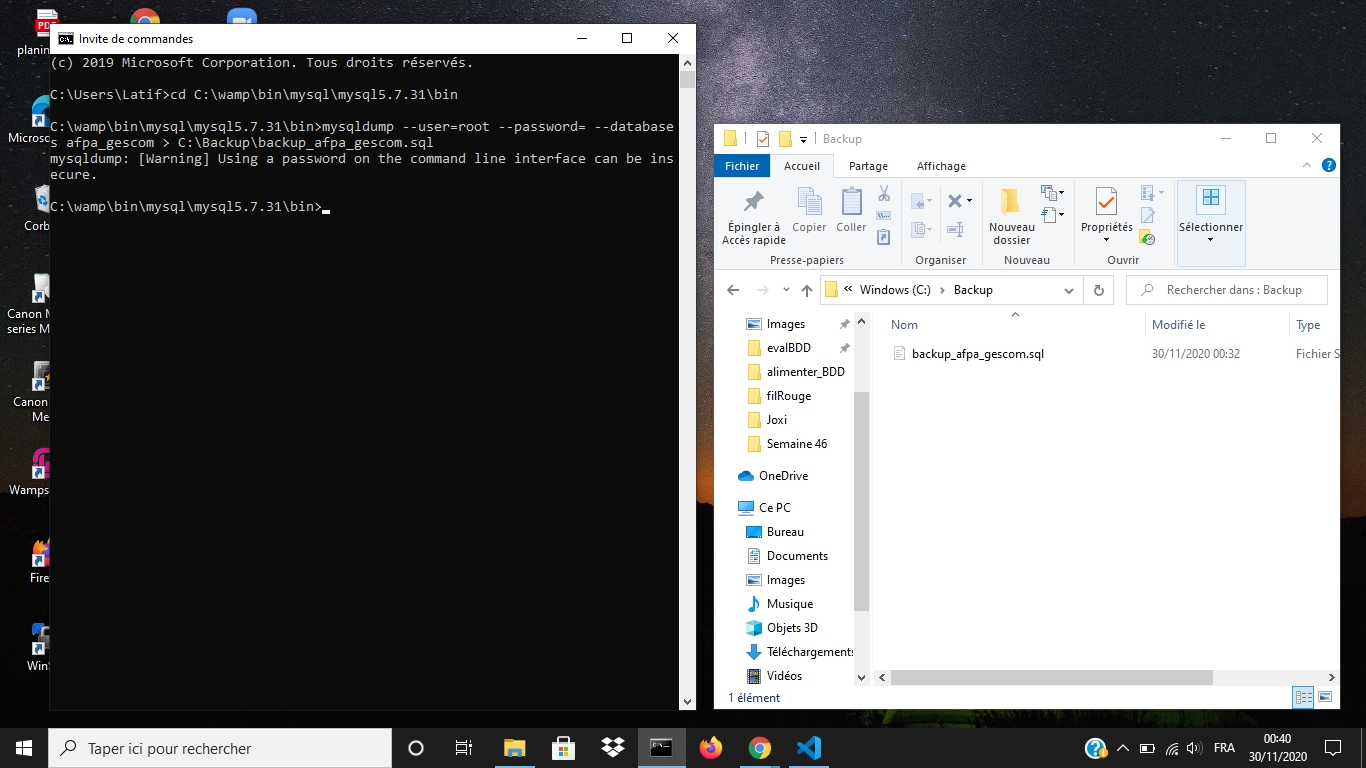 PDF
planin
Microso
Corb
Canon M
series M
Canon
Me
Wamps
Fire
Win
Invite de commandes
(c) 2019 Microsoft Corporation. Tous droits réservés.
C:\Users\Latif>cd C:\wamp\bin\mysql\mysql5.7.31\bin
C:\wamp\bin\mysql\mysql5.7.31\bin>mysqldump --user=root --password= --database
s afpa_gescom > C:\Backup\backup_afpa_gescom.sql
mysqldump: [Warning] Using a password on the command line interface can be ins
ecure.
C:\wamp\bin\mysql\mysql5.7.31\bin>
Backup
Fichier Accueil Partage Affichage
Épingler à
Accès rapide
Copier
Coller
Nouveau
dossier
Propriétés
Sélectionner
Presse-papiers Organiser Nouveau Ouvrir
« Windows (C:) › Backup
Rechercher dans : Backup
Images
evalBDD
alimenter_BDD
filRouge
Joxi
Semaine 46
OneDrive
Ce PC
Bureau
Documents
Images
Musique
Objets 3D
Téléchargements
Vidéos
Nom Modifié le Type
backup_afpa_gescom.sql 30/11/2020 00:32 Fichier S
1 élément
Taper ici pour rechercher
FRA
00:40
30/11/2020